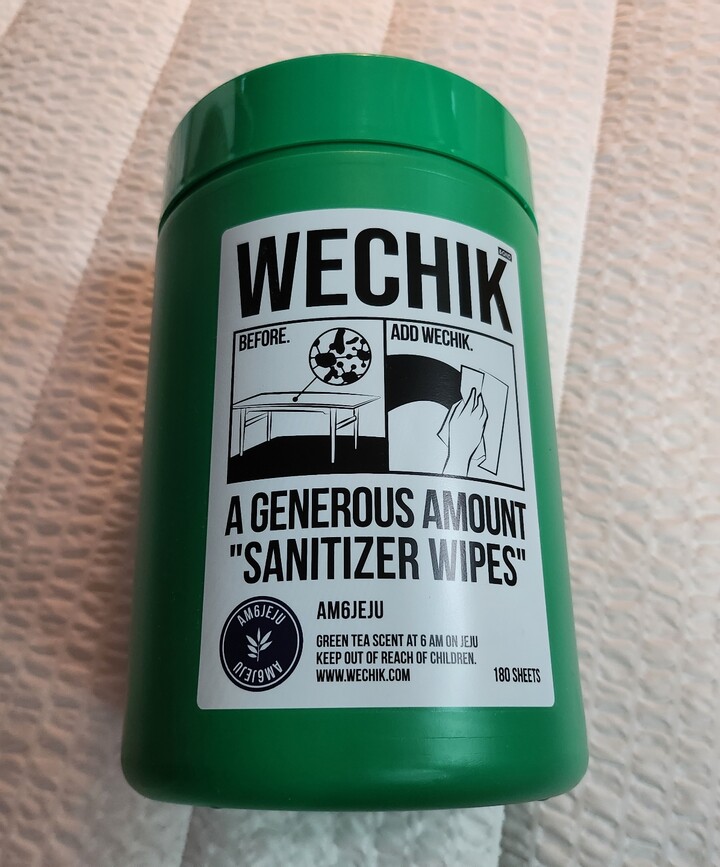 WECHIK
BEFORE.
ADD WECHIK.
A GENEROUS AMOUNT
"SANITIZER WIPES"
AM6JEJU
AM6JEJU
AM6JEJU
GREEN TEA SCENT AT 6 AM ON JEJU
KEEP OUT OF REACH OF CHILDREN.
WWW.WECHIK.COM
180 SHEETS